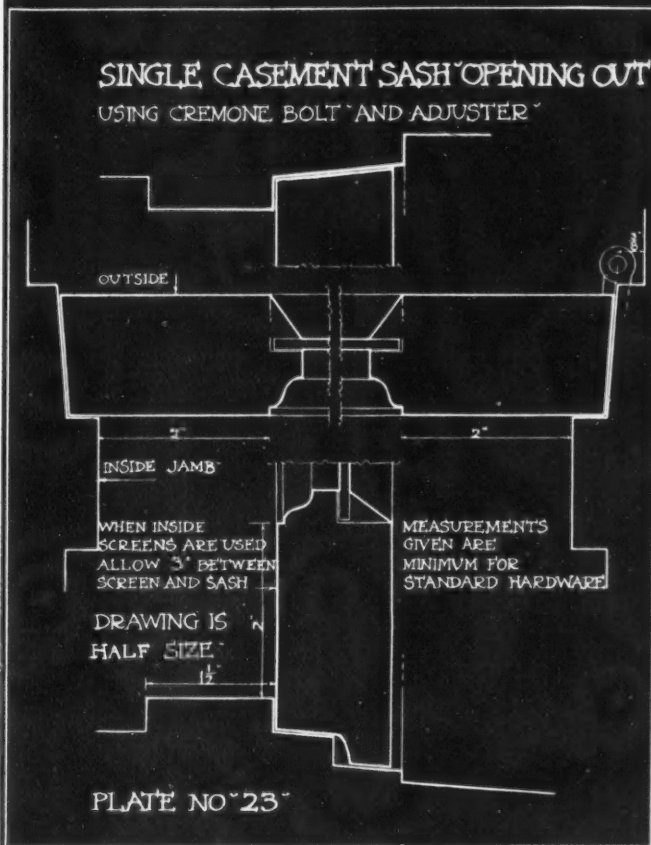 SINGLE CASEMENT SASH OPENING OUT
USING CREMONE BOLT AND ADJUSTER
OUTSIDE
2"
2"
INSIDE JAMB
WHEN INSIDE
SCREENS ARE USED
ALLOW 3" BETWEEN
SCREEN AND SASH
MEASUREMENTS
GIVEN ARE
MINIMUM FOR
STANDARD HARDWARE
DRAWING IS
HALF SIZE
2"
1½"
PLATE NO 23